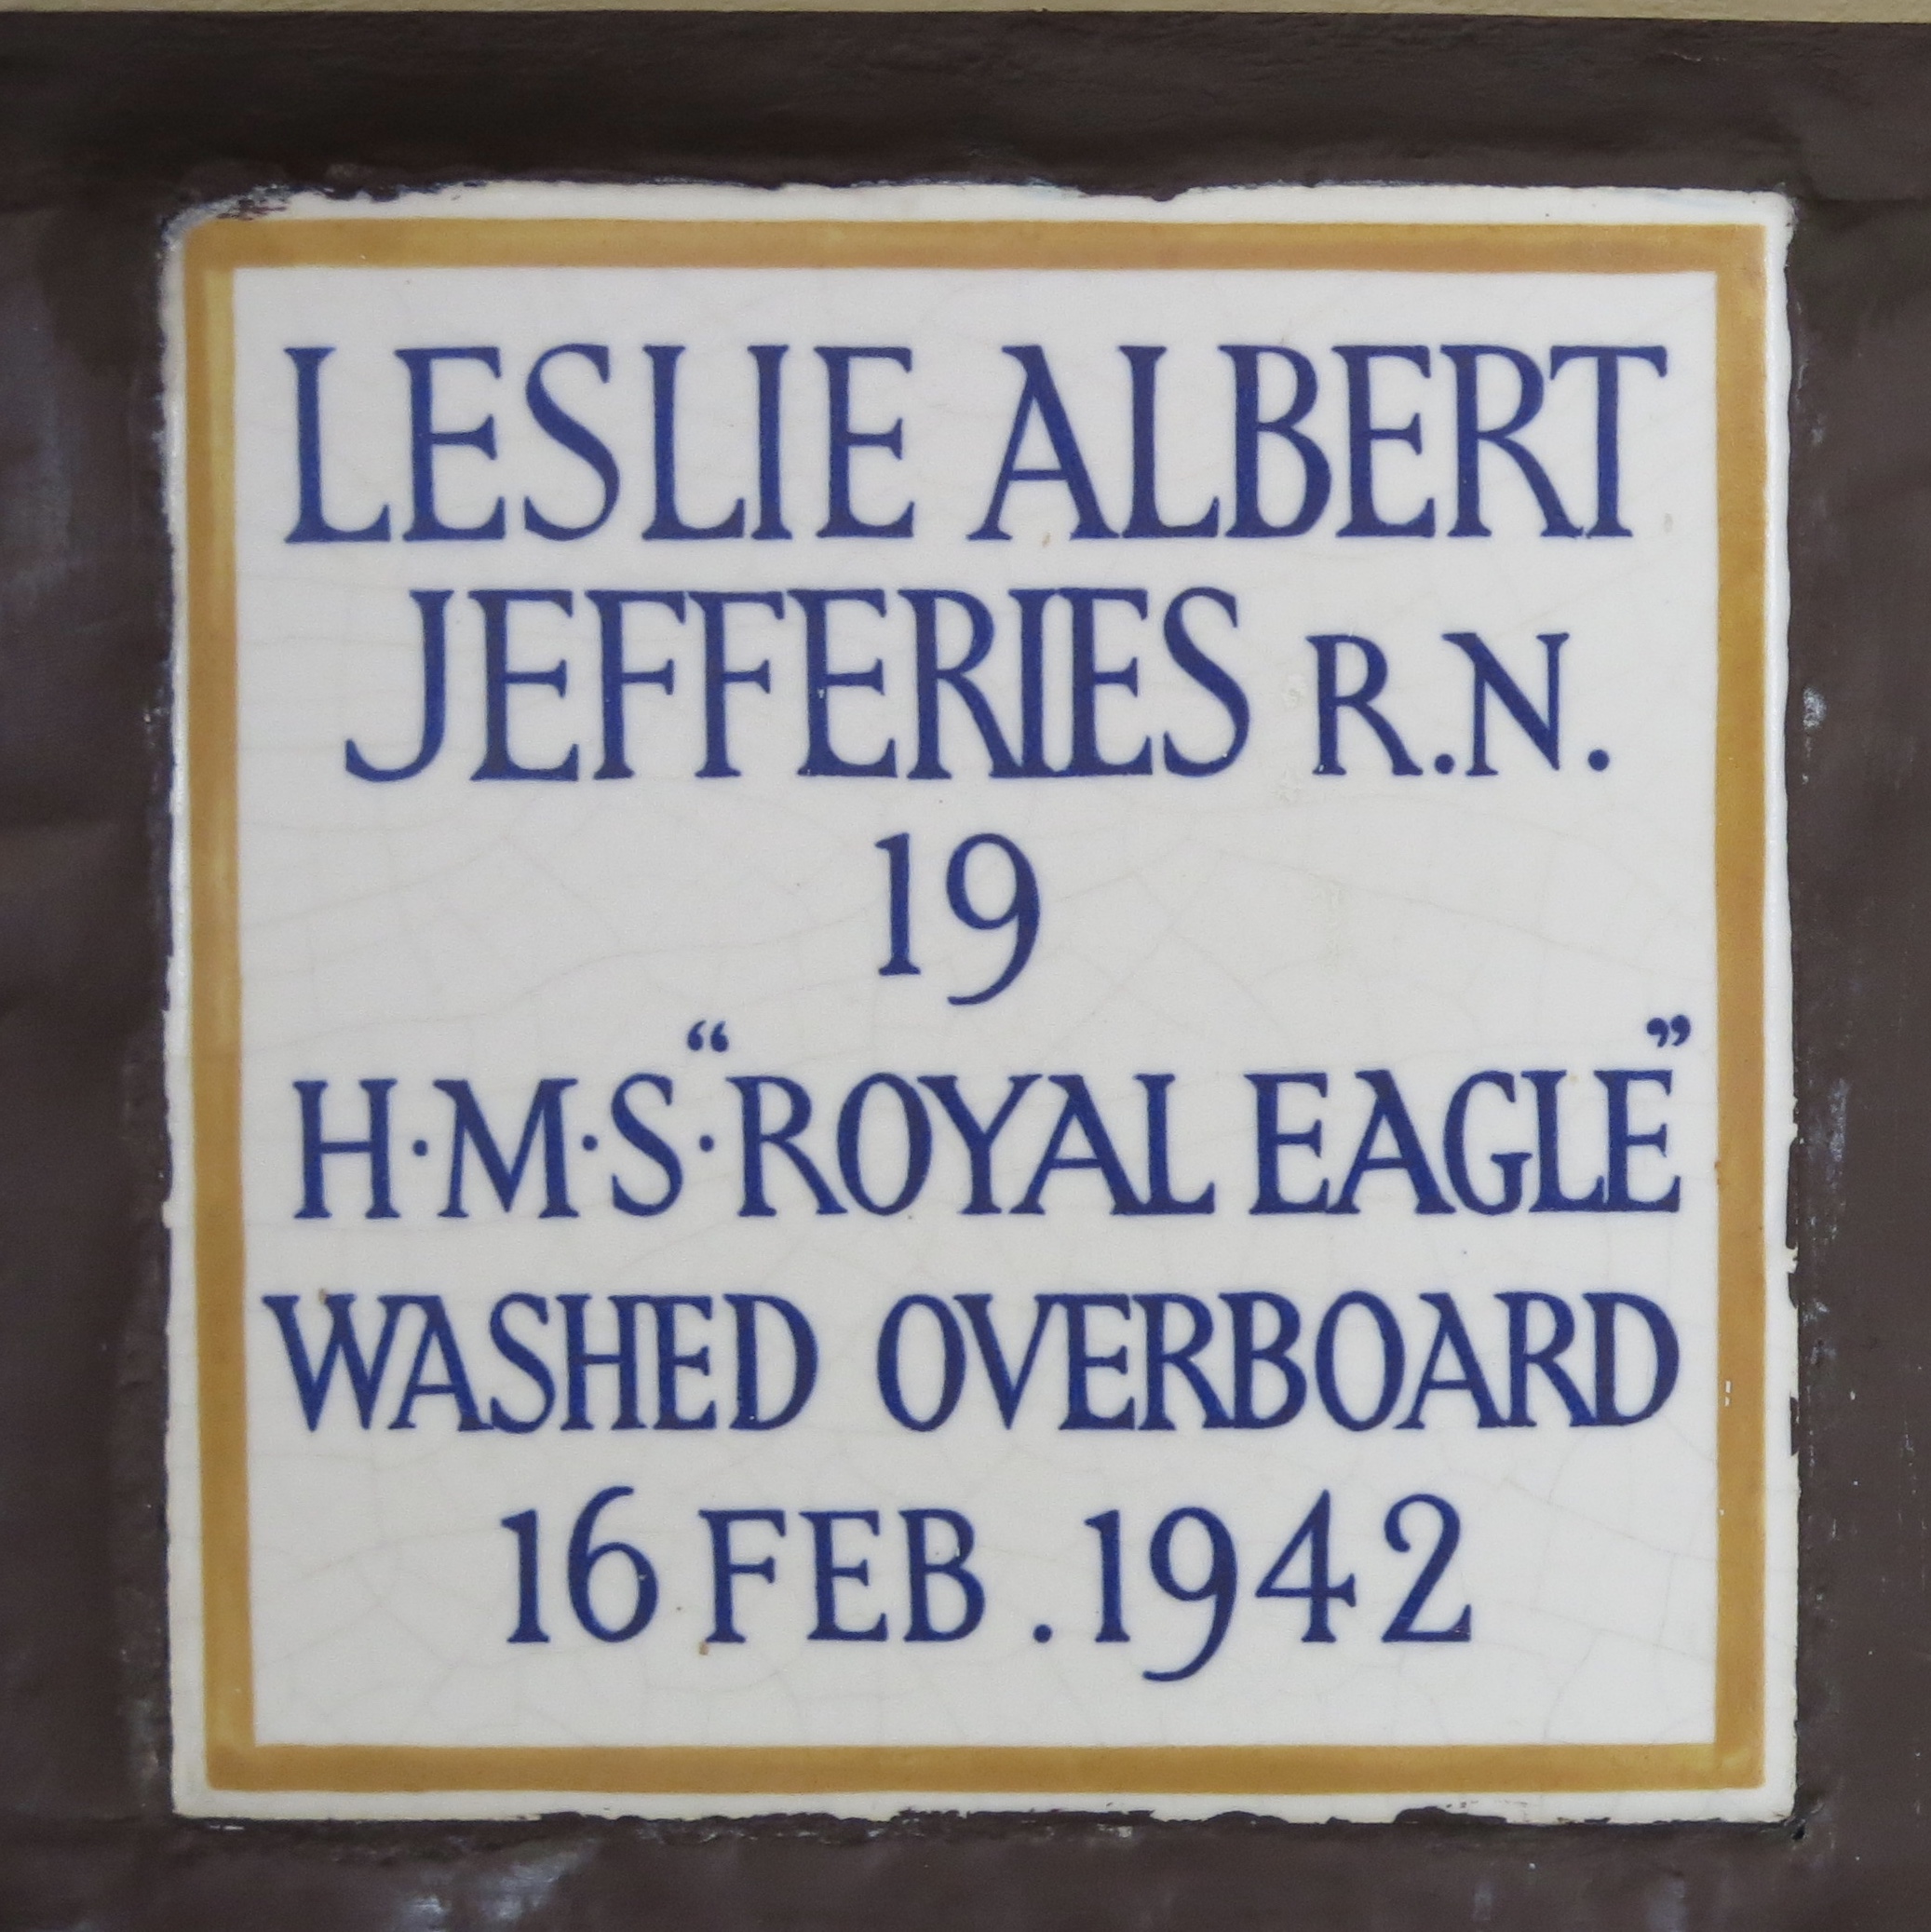 LESLIE ALBERT
JEFFERIES R.N.
19
H·M·S·“ROYAL EAGLE”
WASHED OVERBOARD
16 FEB.1942